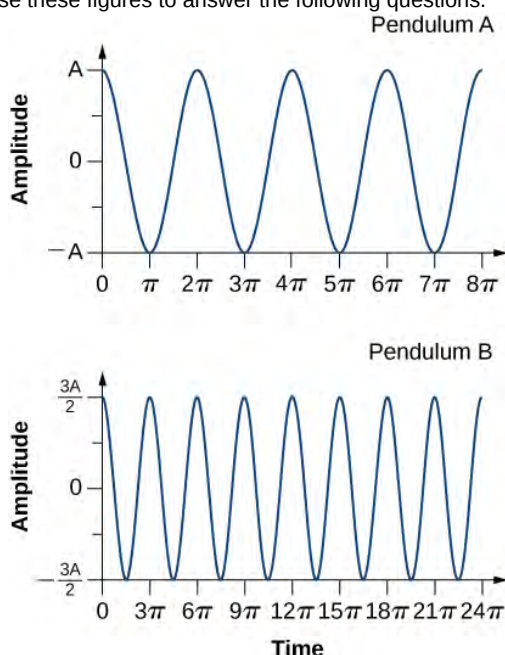 se these figures to answer the following questions.
Pendulum A
A
Amplitude
0
−A
0 π 2π 3π 4π 5π 6π 7π 8π
Pendulum B
3A/2
Amplitude
0
−3A/2
0 3π 6π 9π 12π 15π 18π 21π 24π
Time